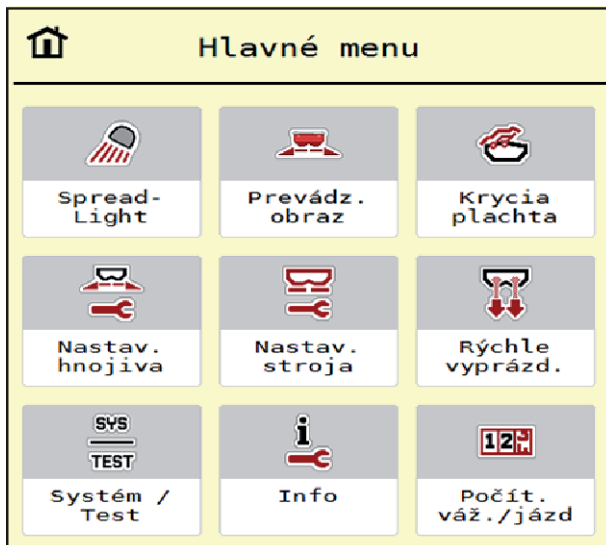 Hlavné menu
Spread-
Light
Prevádz.
obraz
Krycia
plachta
Nastav.
hnojiva
Nastav.
stroja
Rýchle
vyprázd.
SYS
TEST
Systém /
Test
Info
12
Počít.
váž./jázd